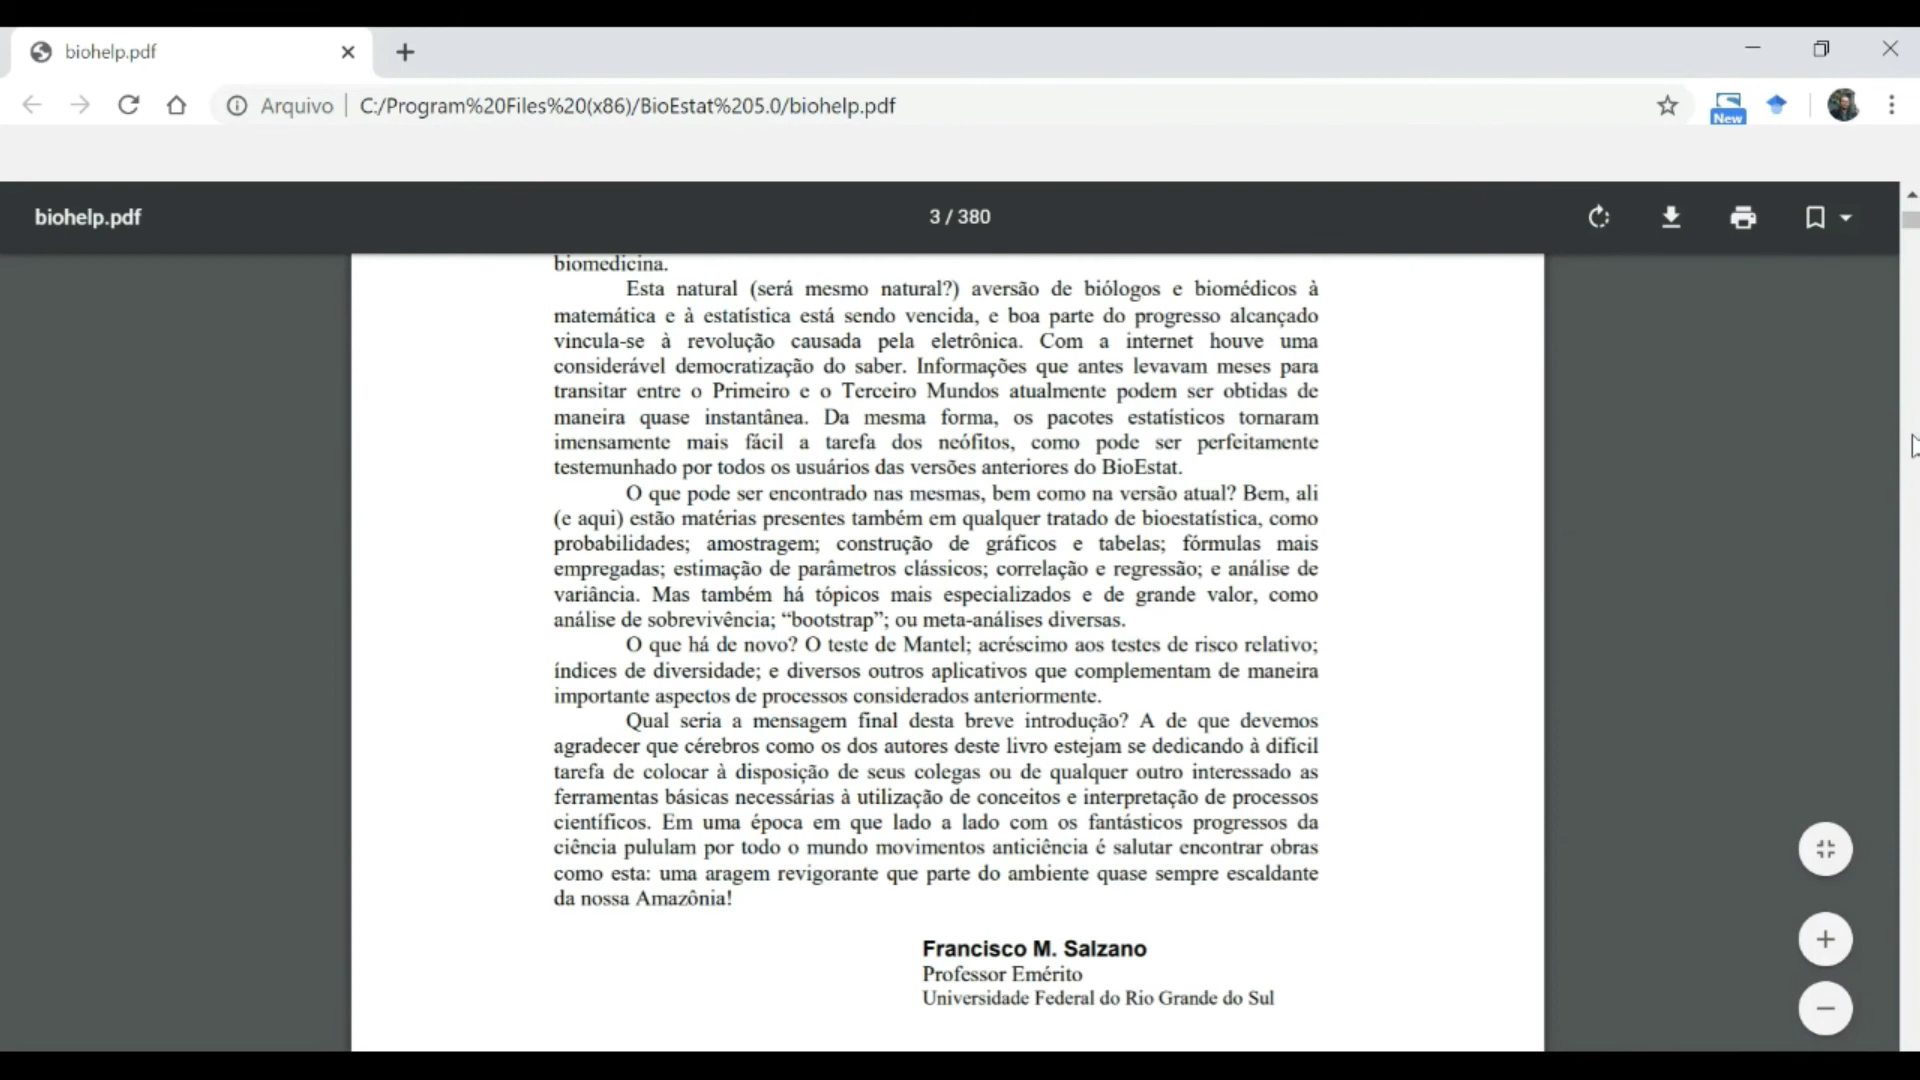 biohelp.pdf
Arquivo
C:/Program%20Files%20(x86)/BioEstat%205.0/biohelp.pdf
New
biohelp.pdf
3 / 380
biomedicina.
Esta natural (será mesmo natural?) aversão de biólogos e biomédicos à
matemática e à estatística está sendo vencida, e boa parte do progresso alcançado
vincula-se à revolução causada pela eletrônica. Com a internet houve uma
considerável democratização do saber. Informações que antes levavam meses para
transitar entre o Primeiro e o Terceiro Mundos atualmente podem ser obtidas de
maneira quase instantânea. Da mesma forma, os pacotes estatísticos tornaram
imensamente mais fácil a tarefa dos neófitos, como pode ser perfeitamente
testemunhado por todos os usuários das versões anteriores do BioEstat.
O que pode ser encontrado nas mesmas, bem como na versão atual? Bem, ali
(e aqui) estão matérias presentes também em qualquer tratado de bioestatística, como
probabilidades; amostragem; construção de gráficos e tabelas; fórmulas mais
empregadas; estimação de parâmetros clássicos; correlação e regressão; e análise de
variância. Mas também há tópicos mais especializados e de grande valor, como
análise de sobrevivência; “bootstrap”; ou meta-análises diversas.
O que há de novo? O teste de Mantel; acréscimo aos testes de risco relativo;
índices de diversidade; e diversos outros aplicativos que complementam de maneira
importante aspectos de processos considerados anteriormente.
Qual seria a mensagem final desta breve introdução? A de que devemos
agradecer que cérebros como os dos autores deste livro estejam se dedicando à difícil
tarefa de colocar à disposição de seus colegas ou de qualquer outro interessado as
ferramentas básicas necessárias à utilização de conceitos e interpretação de processos
científicos. Em uma época em que lado a lado com os fantásticos progressos da
ciência pululam por todo o mundo movimentos anticiência é salutar encontrar obras
como esta: uma aragem revigorante que parte do ambiente quase sempre escaldante
da nossa Amazônia!
Francisco M. Salzano
Professor Emérito
Universidade Federal do Rio Grande do Sul